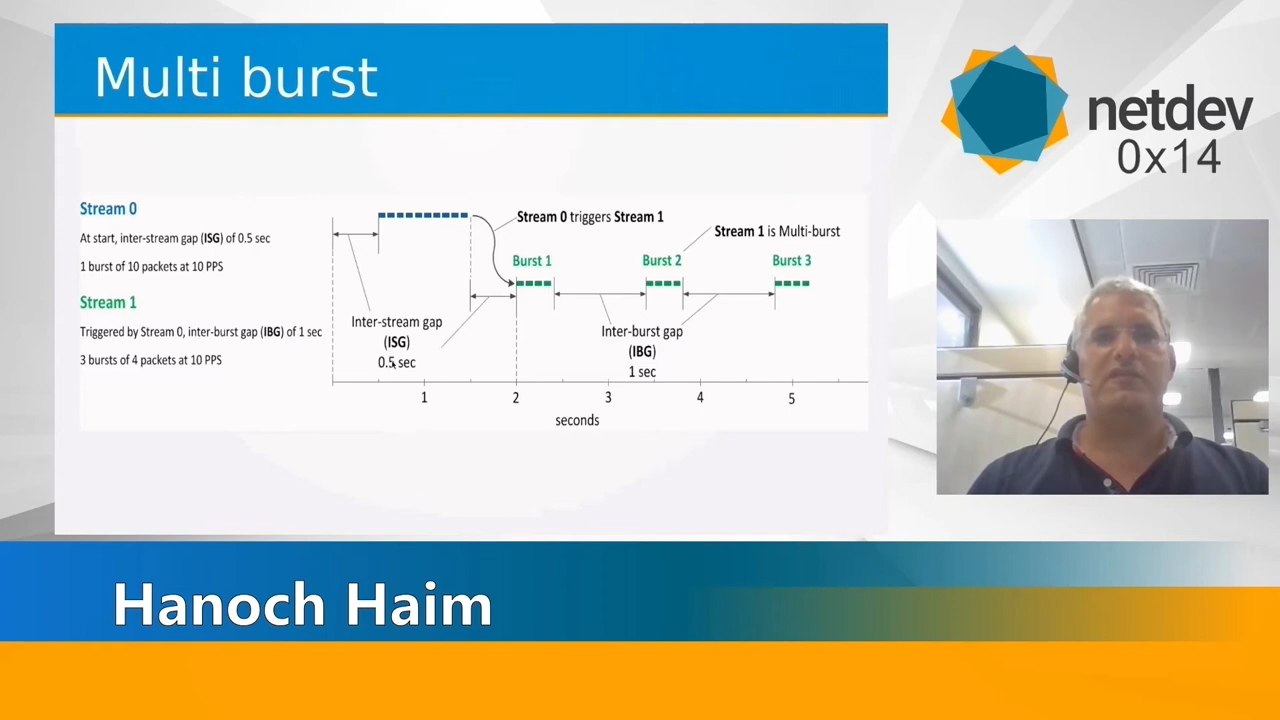 Multi burst
netdev
0x14
Stream 0
At start, inter-stream gap (ISG) of 0.5 sec
1 burst of 10 packets at 10 PPS
Stream 1
Triggered by Stream 0, inter-burst gap (IBG) of 1 sec
3 bursts of 4 packets at 10 PPS
Stream 0 triggers Stream 1
Stream 1 is Multi-burst
Burst 1
Burst 2
Burst 3
Inter-stream gap
(ISG)
0.5 sec
Inter-burst gap
(IBG)
1 sec
1 2 3 4 5
seconds
Hanoch Haim